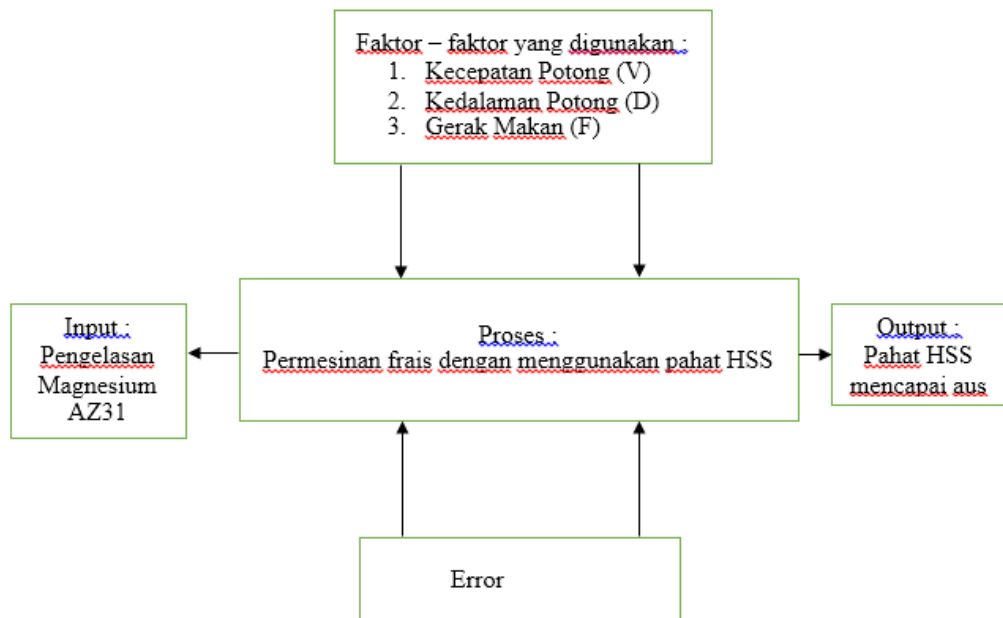 Faktor – faktor yang digunakan :
1. Kecepatan Potong (V)
2. Kedalaman Potong (D)
3. Gerak Makan (F)
Input :
Pengelasan
Magnesium
AZ31
Proses :
Permesinan frais dengan menggunakan pahat HSS
Output :
Pahat HSS
mencapai aus
Error